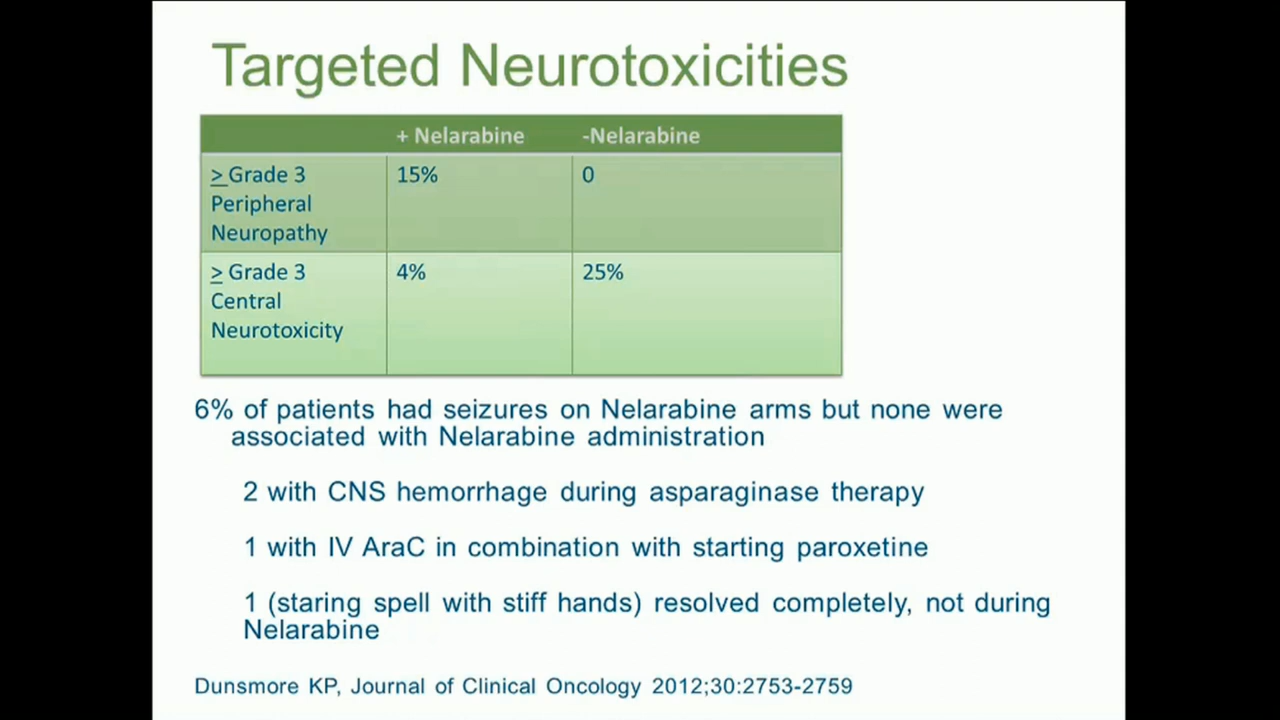 Targeted Neurotoxicities
+ Nelarabine -Nelarabine
> Grade 3 15% 0
Peripheral
Neuropathy
> Grade 3 4% 25%
Central
Neurotoxicity
6% of patients had seizures on Nelarabine arms but none were
associated with Nelarabine administration
2 with CNS hemorrhage during asparaginase therapy
1 with IV AraC in combination with starting paroxetine
1 (staring spell with stiff hands) resolved completely, not during
Nelarabine
Dunsmore KP, Journal of Clinical Oncology 2012;30:2753-2759